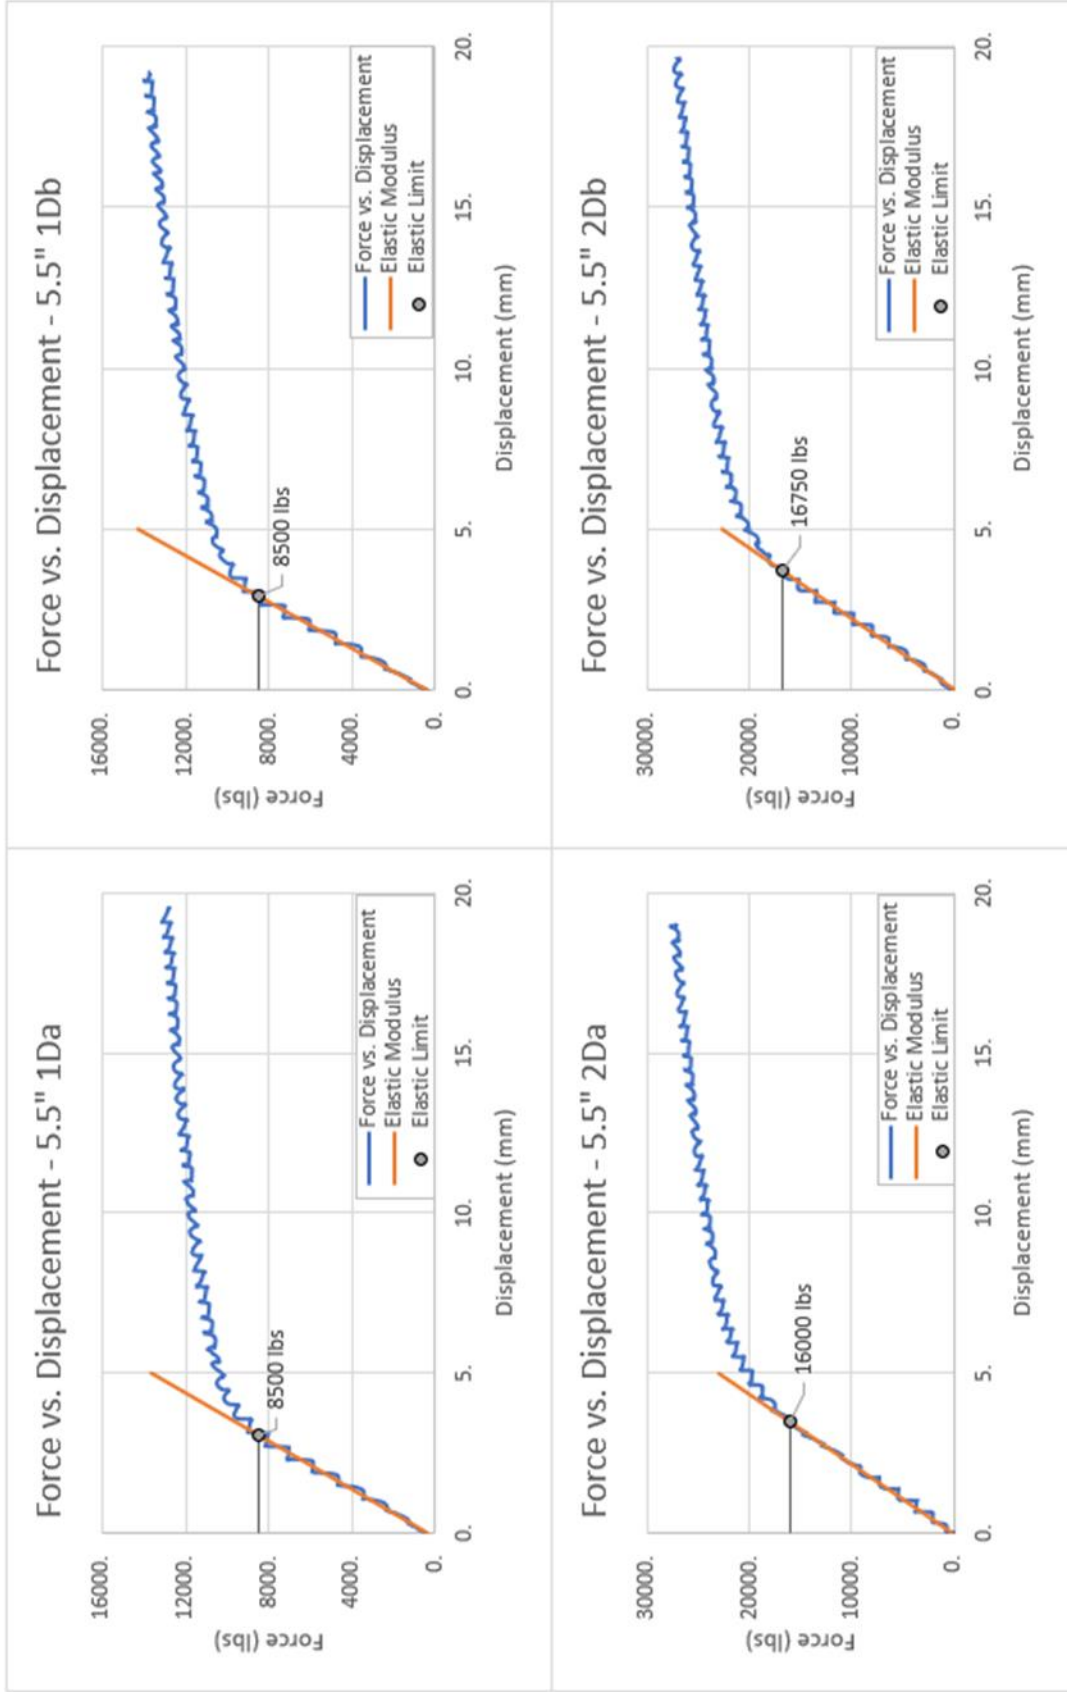 Force vs. Displacement - 5.5" 1Da
16000.
12000.
8000.
4000.
0.
Force (lbs)
8500 lbs
Force vs. Displacement
Elastic Modulus
Elastic Limit
0.
5.
10.
15.
20.
Displacement (mm)
Force vs. Displacement - 5.5" 1Db
16000.
12000.
8000.
4000.
0.
Force (lbs)
8500 lbs
Force vs. Displacement
Elastic Modulus
Elastic Limit
0.
5.
10.
15.
20.
Displacement (mm)
Force vs. Displacement - 5.5" 2Da
30000.
20000.
10000.
0.
Force (lbs)
16000 lbs
Force vs. Displacement
Elastic Modulus
Elastic Limit
0.
5.
10.
15.
20.
Displacement (mm)
Force vs. Displacement - 5.5" 2Db
30000.
20000.
10000.
0.
Force (lbs)
16750 lbs
Force vs. Displacement
Elastic Modulus
Elastic Limit
0.
5.
10.
15.
20.
Displacement (mm)